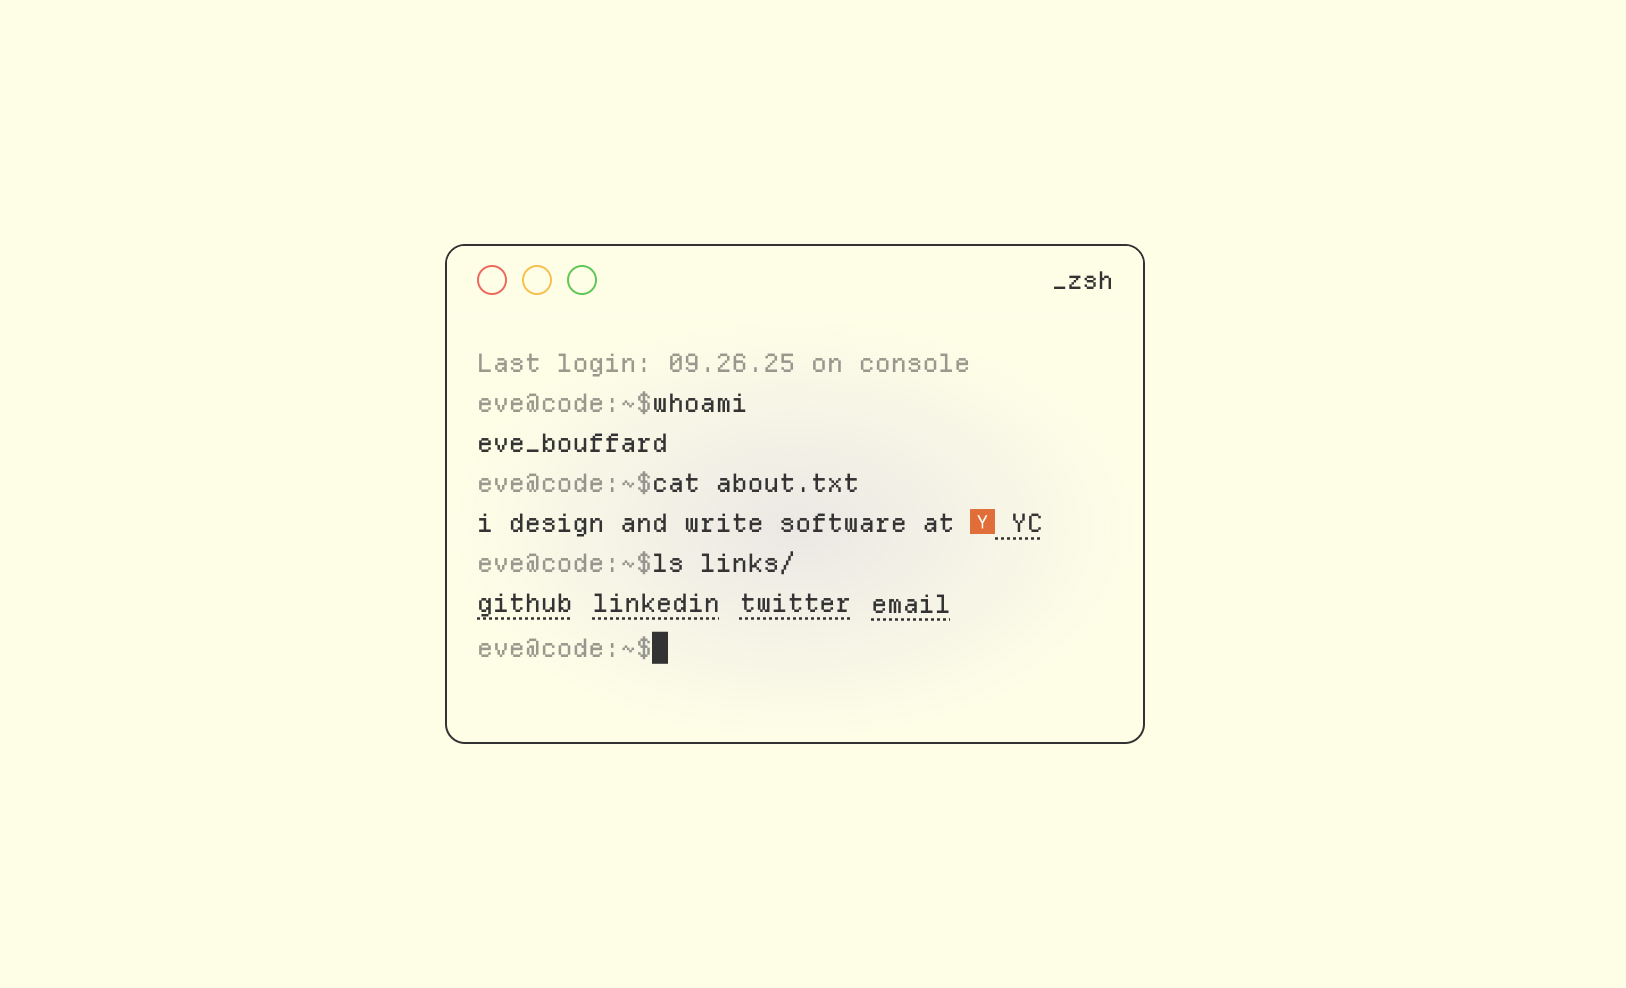 _zsh
Last login: 09.26.25 on console
eve@code:~$whoami
eve_bouffard
eve@code:~$cat about.txt
i design and write software at Y YC
eve@code:~$ls links/
github linkedin twitter email
eve@code:~$